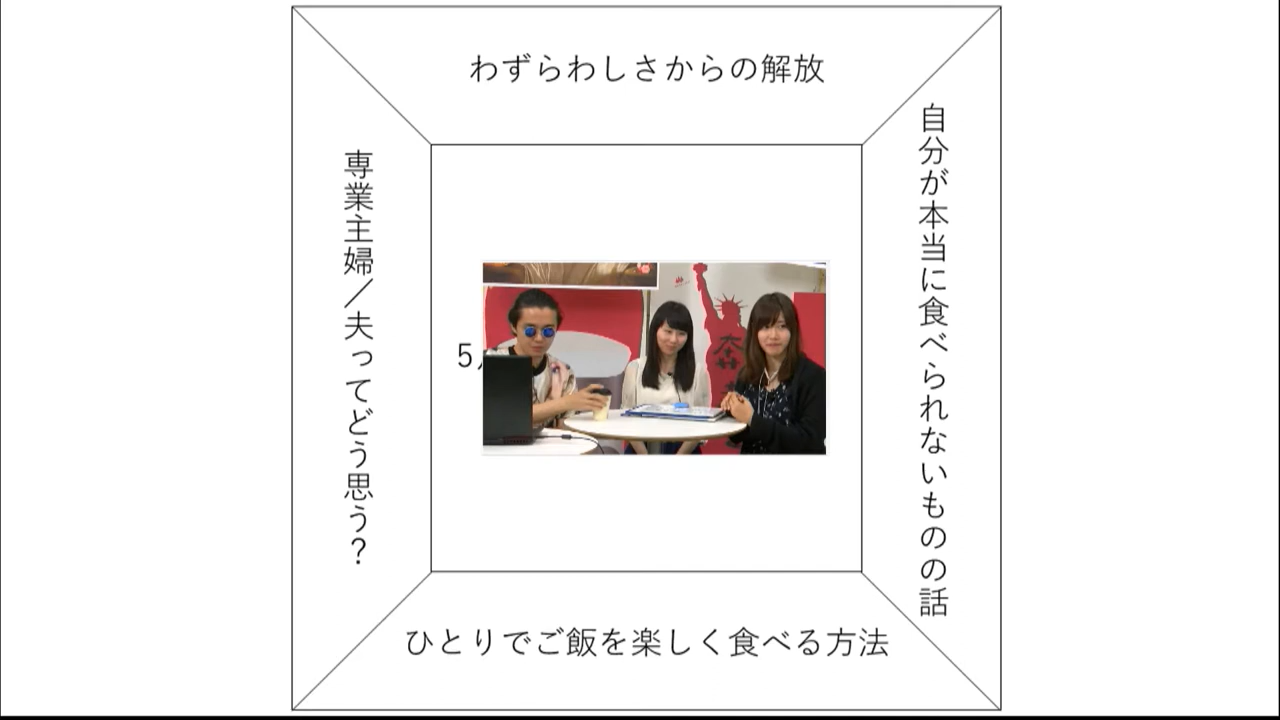 わずらわしさからの解放
自分が本当に食べられないものの話
専業主婦／夫ってどう思う？
5
ひとりでご飯を楽しく食べる方法